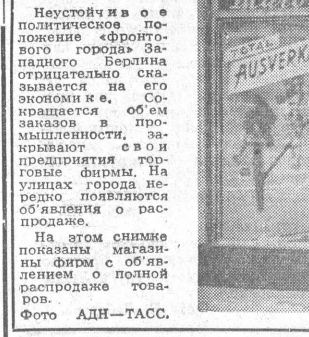 Неустойчивое
политическое по-
ложение «фронто-
вого города» За-
падного Берлина
отрицательно ска-
зывается на его
экономике. Со-
кращается об'ем
заказов в про-
мышленности, за-
крывают свои
предприятия тор-
говые фирмы. На
улицах города не-
редко появляются
об'явления о рас-
продаже.
На этом снимке
показаны магази-
ны фирм с об'яв-
лением о полной
распродаже това-
ров.
Фото АДН—ТАСС.
TOTAL
AUSVERK